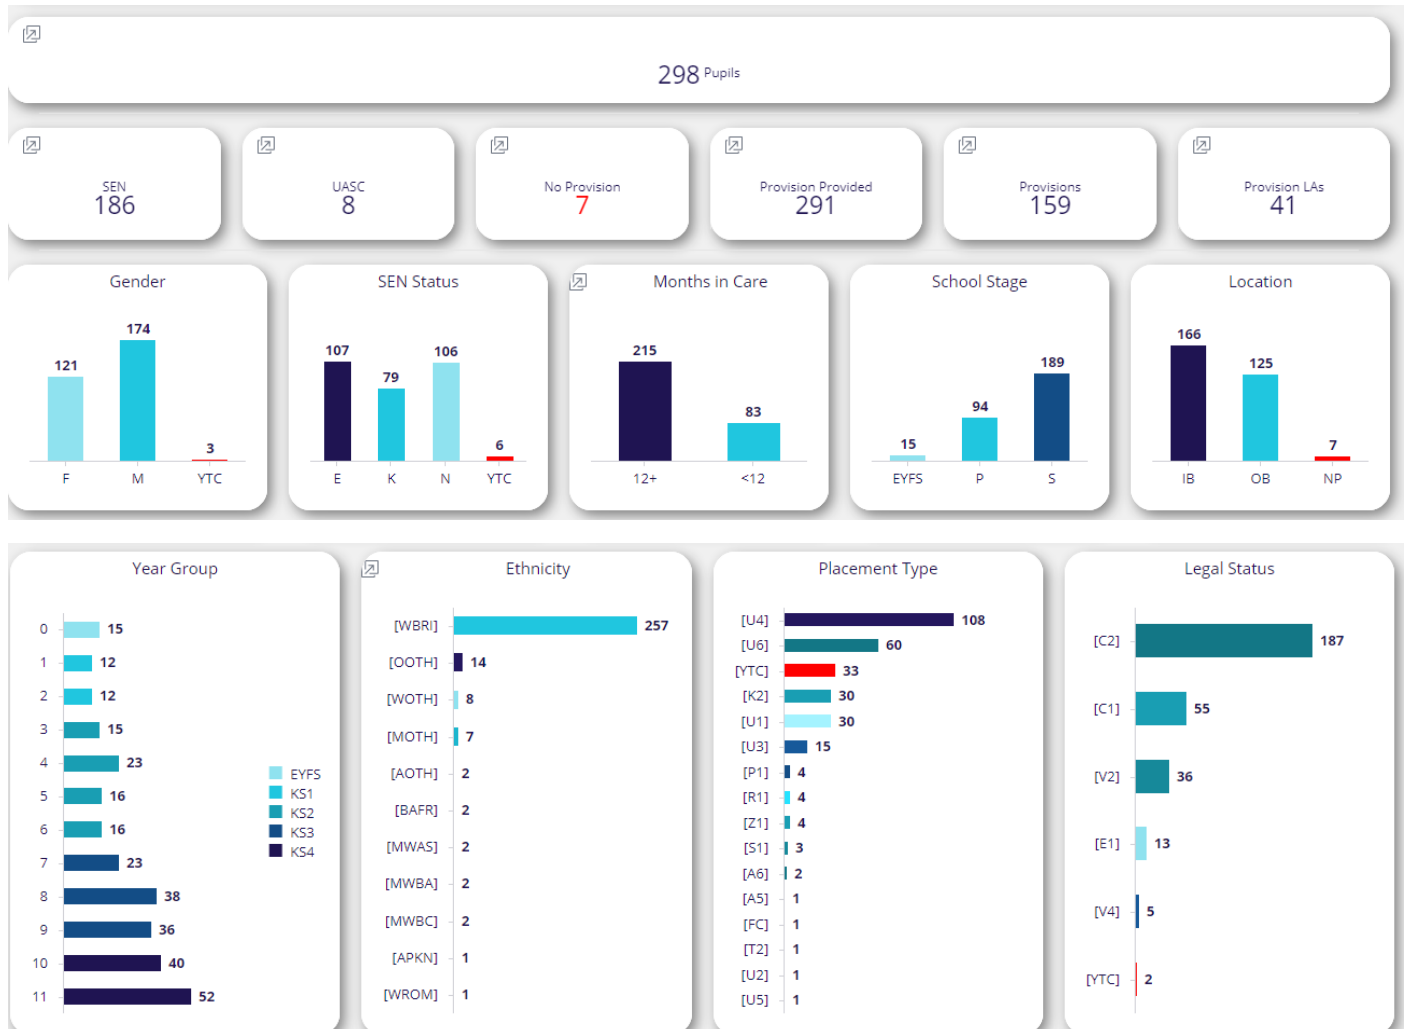 298 Pupils
SEN
186
UASC
8
No Provision
7
Provision Provided
291
Provisions
159
Provision LAs
41
Gender
121
174
3
F M YTC
SEN Status
107
79
106
6
E K N YTC
Months in Care
215
83
12+ <12
School Stage
15
94
189
EYFS P S
Location
166
125
7
IB OB NP
Year Group
0 15
1 12
2 12
3 15
4 23
5 16
6 16
7 23
8 38
9 36
10 40
11 52
EYFS
KS1
KS2
KS3
KS4
Ethnicity
[WBRI] 257
[OOTH] 14
[WOTH] 8
[MOTH] 7
[AOTH] 2
[BAFR] 2
[MWAS] 2
[MWBA] 2
[MWBC] 2
[APKN] 1
[WROM] 1
Placement Type
[U4] 108
[U6] 60
[YTC] 33
[K2] 30
[U1] 30
[U3] 15
[P1] 4
[R1] 4
[Z1] 4
[S1] 3
[A6] 2
[A5] 1
[FC] 1
[T2] 1
[U2] 1
[U5] 1
Legal Status
[C2] 187
[C1] 55
[V2] 36
[E1] 13
[V4] 5
[YTC] 2